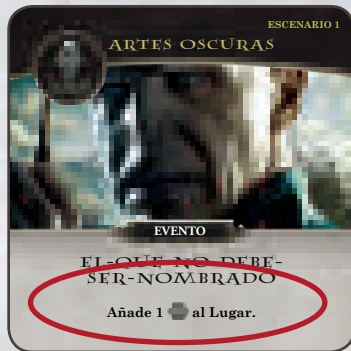 ESCENARIO 1
ARTES OSCURAS
EVENTO
EL-QUE-NO-DEBE-
SER-NOMBRADO
Añade 1 al Lugar.